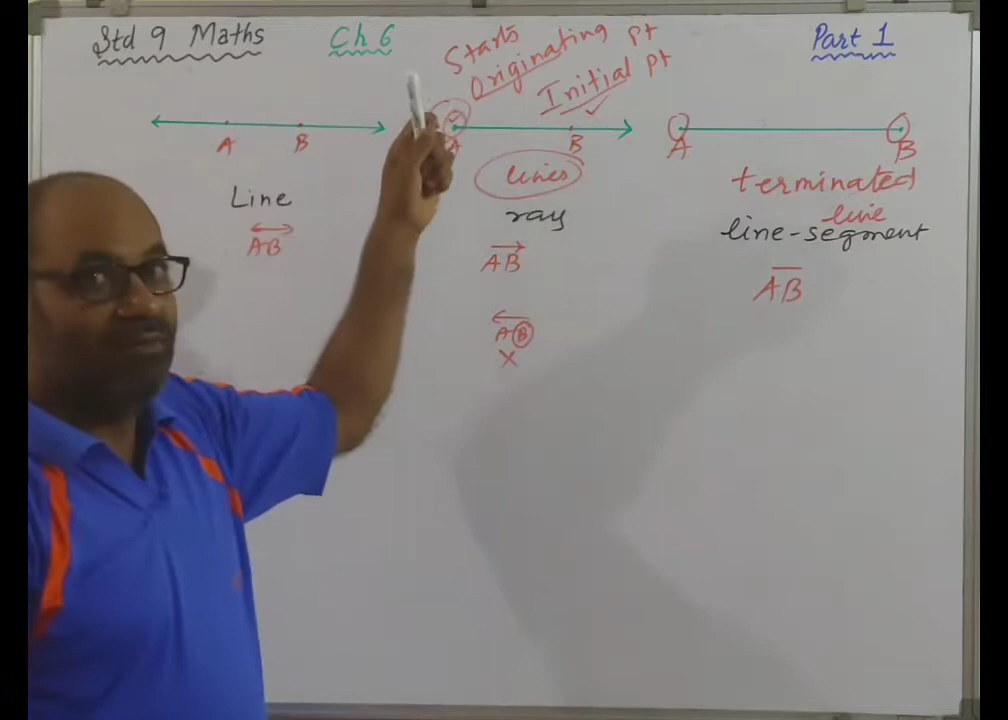 Std 9 Maths
Ch 6
Starts
Originating pt
Initial pt
Part 1
A B
Line
AB
A B
lines
ray
AB
AB
X
A B
terminated
line
line-segment
AB